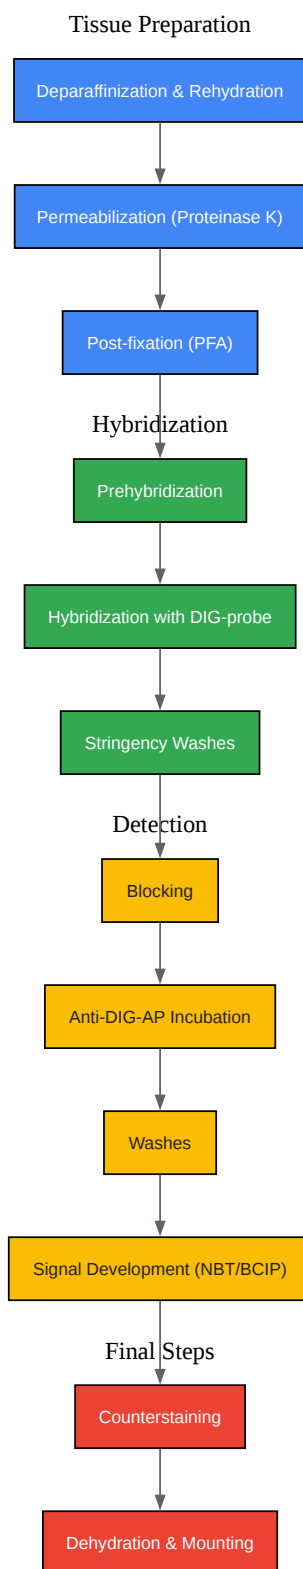 Tissue Preparation
Deparaffinization & Rehydration
Permeabilization (Proteinase K)
Post-fixation (PFA)
Hybridization
Prehybridization
Hybridization with DIG-probe
Stringency Washes
Detection
Blocking
Anti-DIG-AP Incubation
Washes
Signal Development (NBT/BCIP)
Final Steps
Counterstaining
Dehydration & Mounting